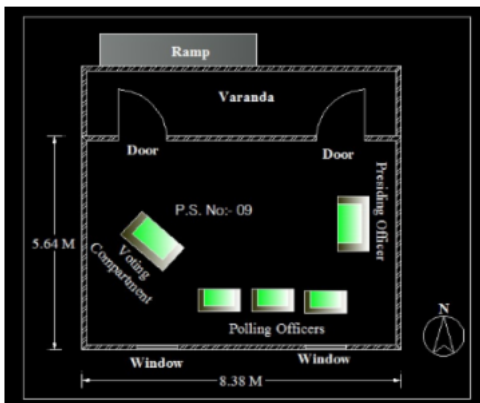 Ramp
Varanda
Door
Door
P.S. No:- 09
Presiding Officer
5.64 M
Voting
Compartment
Polling Officers
N
Window
Window
8.38 M